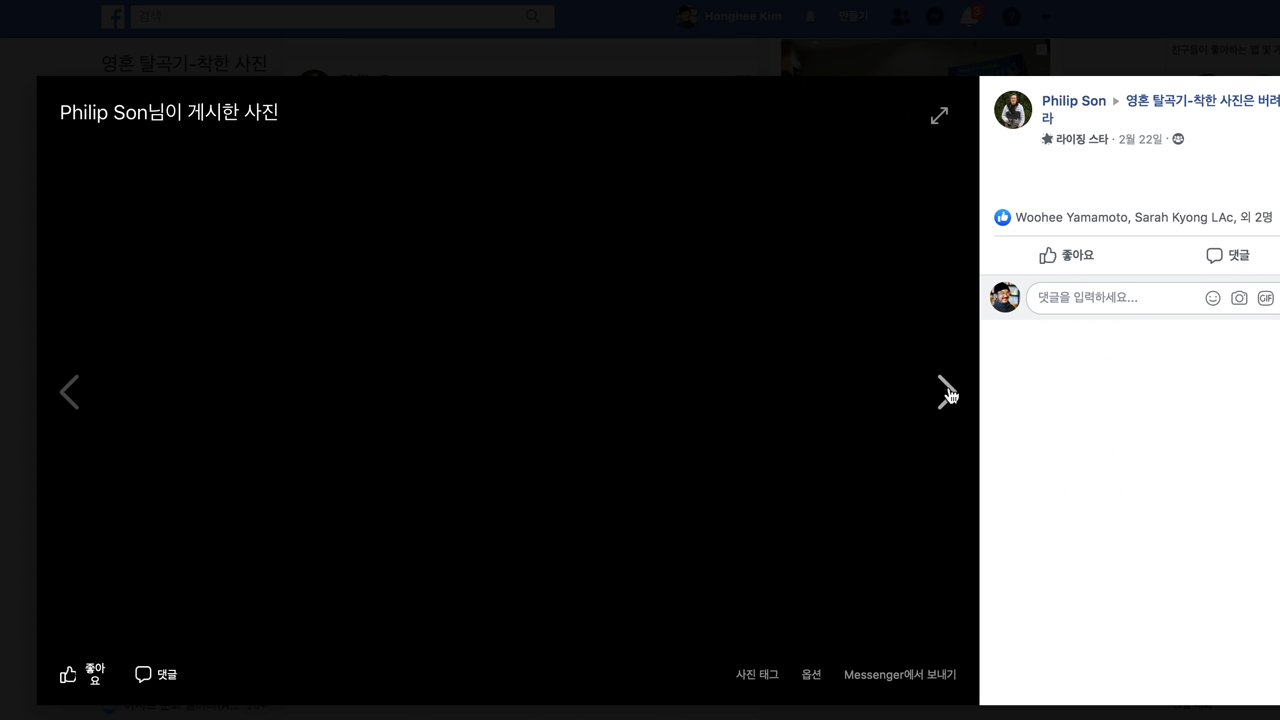 검색
Honghee Kim
홈
만들기
3
영혼 탈곡기-착한 사진
Philip Son님이 게시한 사진
Philip Son ▶ 영혼 탈곡기-착한 사진은 버려
라
라이징 스타 · 2월 22일 ·
Woohee Yamamoto, Sarah Kyong LAc, 외 2명
좋아요
댓글
댓글을 입력하세요...
GIF
좋아
요
댓글
사진 태그
옵션
Messenger에서 보내기